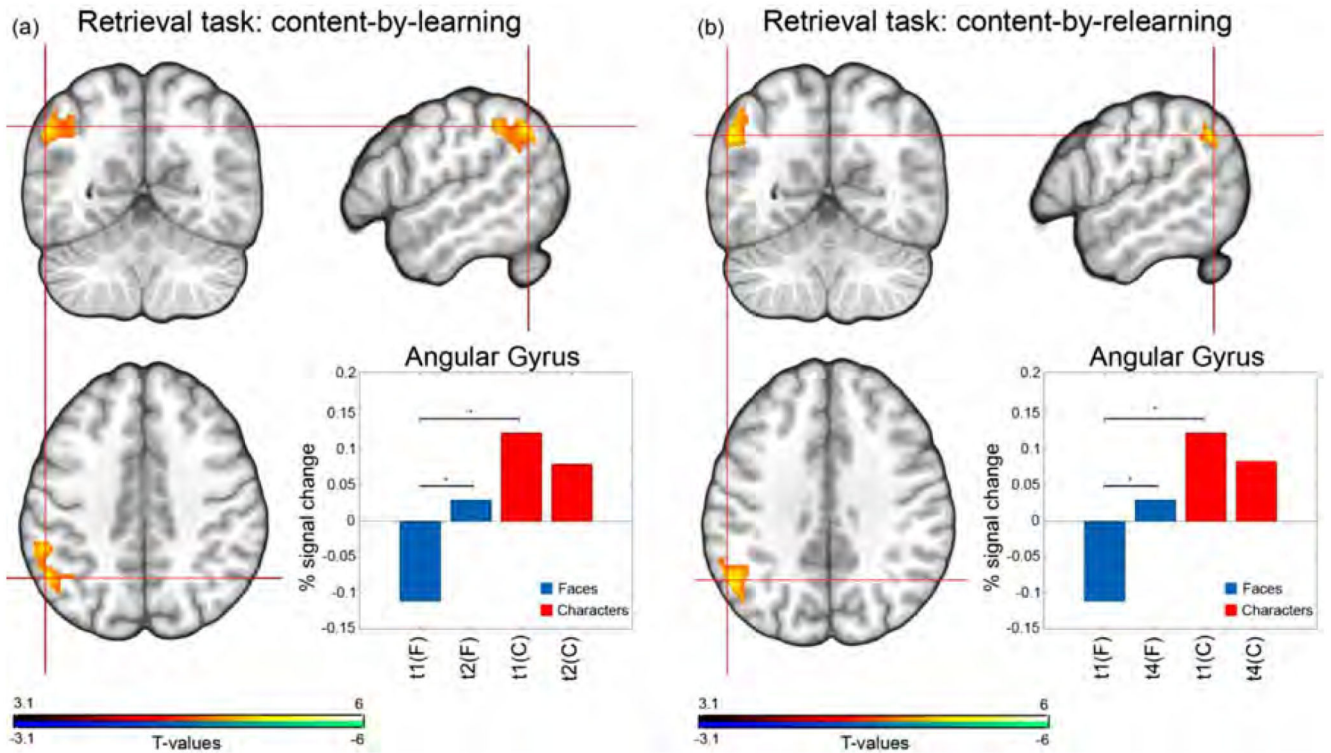 (a) Retrieval task: content-by-learning
Angular Gyrus
% signal change
0.2
0.15
0.1
0.05
0
-0.05
-0.1
-0.15
Faces
Characters
t1(F)
t2(F)
t1(C)
t2(C)
3.1
6
-3.1
-6
T-values
(b) Retrieval task: content-by-relearning
Angular Gyrus
% signal change
0.2
0.15
0.1
0.05
0
-0.05
-0.1
-0.15
Faces
Characters
t1(F)
t4(F)
t1(C)
t4(C)
3.1
6
-3.1
-6
T-values